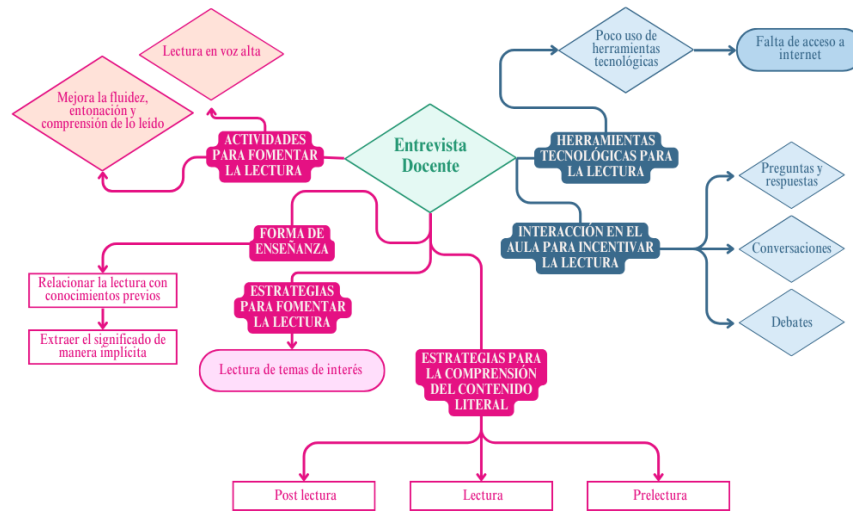 Lectura en voz alta
Mejora la fluidez,
entonación y
comprensión de lo leido
ACTIVIDADES
PARA FOMENTAR
LA LECTURA
Entrevista
Docente
Poco uso de
herramientas
tecnológicas
Falta de acceso a
internet
HERRAMIENTAS
TECNOLÓGICAS PARA
LA LECTURA
INTERACCIÓN EN EL
AULA PARA INCENTIVAR
LA LECTURA
Preguntas y
respuestas
Conversaciones
Debates
FORMA DE
ENSEÑANZA
Relacionar la lectura con
conocimientos previos
Extraer el significado de
manera implícita
ESTRATEGIAS
PARA FOMENTAR
LA LECTURA
Lectura de temas de interés
ESTRATEGIAS PARA
LA COMPRENSIÓN
DEL CONTENIDO
LITERAL
Post lectura
Lectura
Prelectura